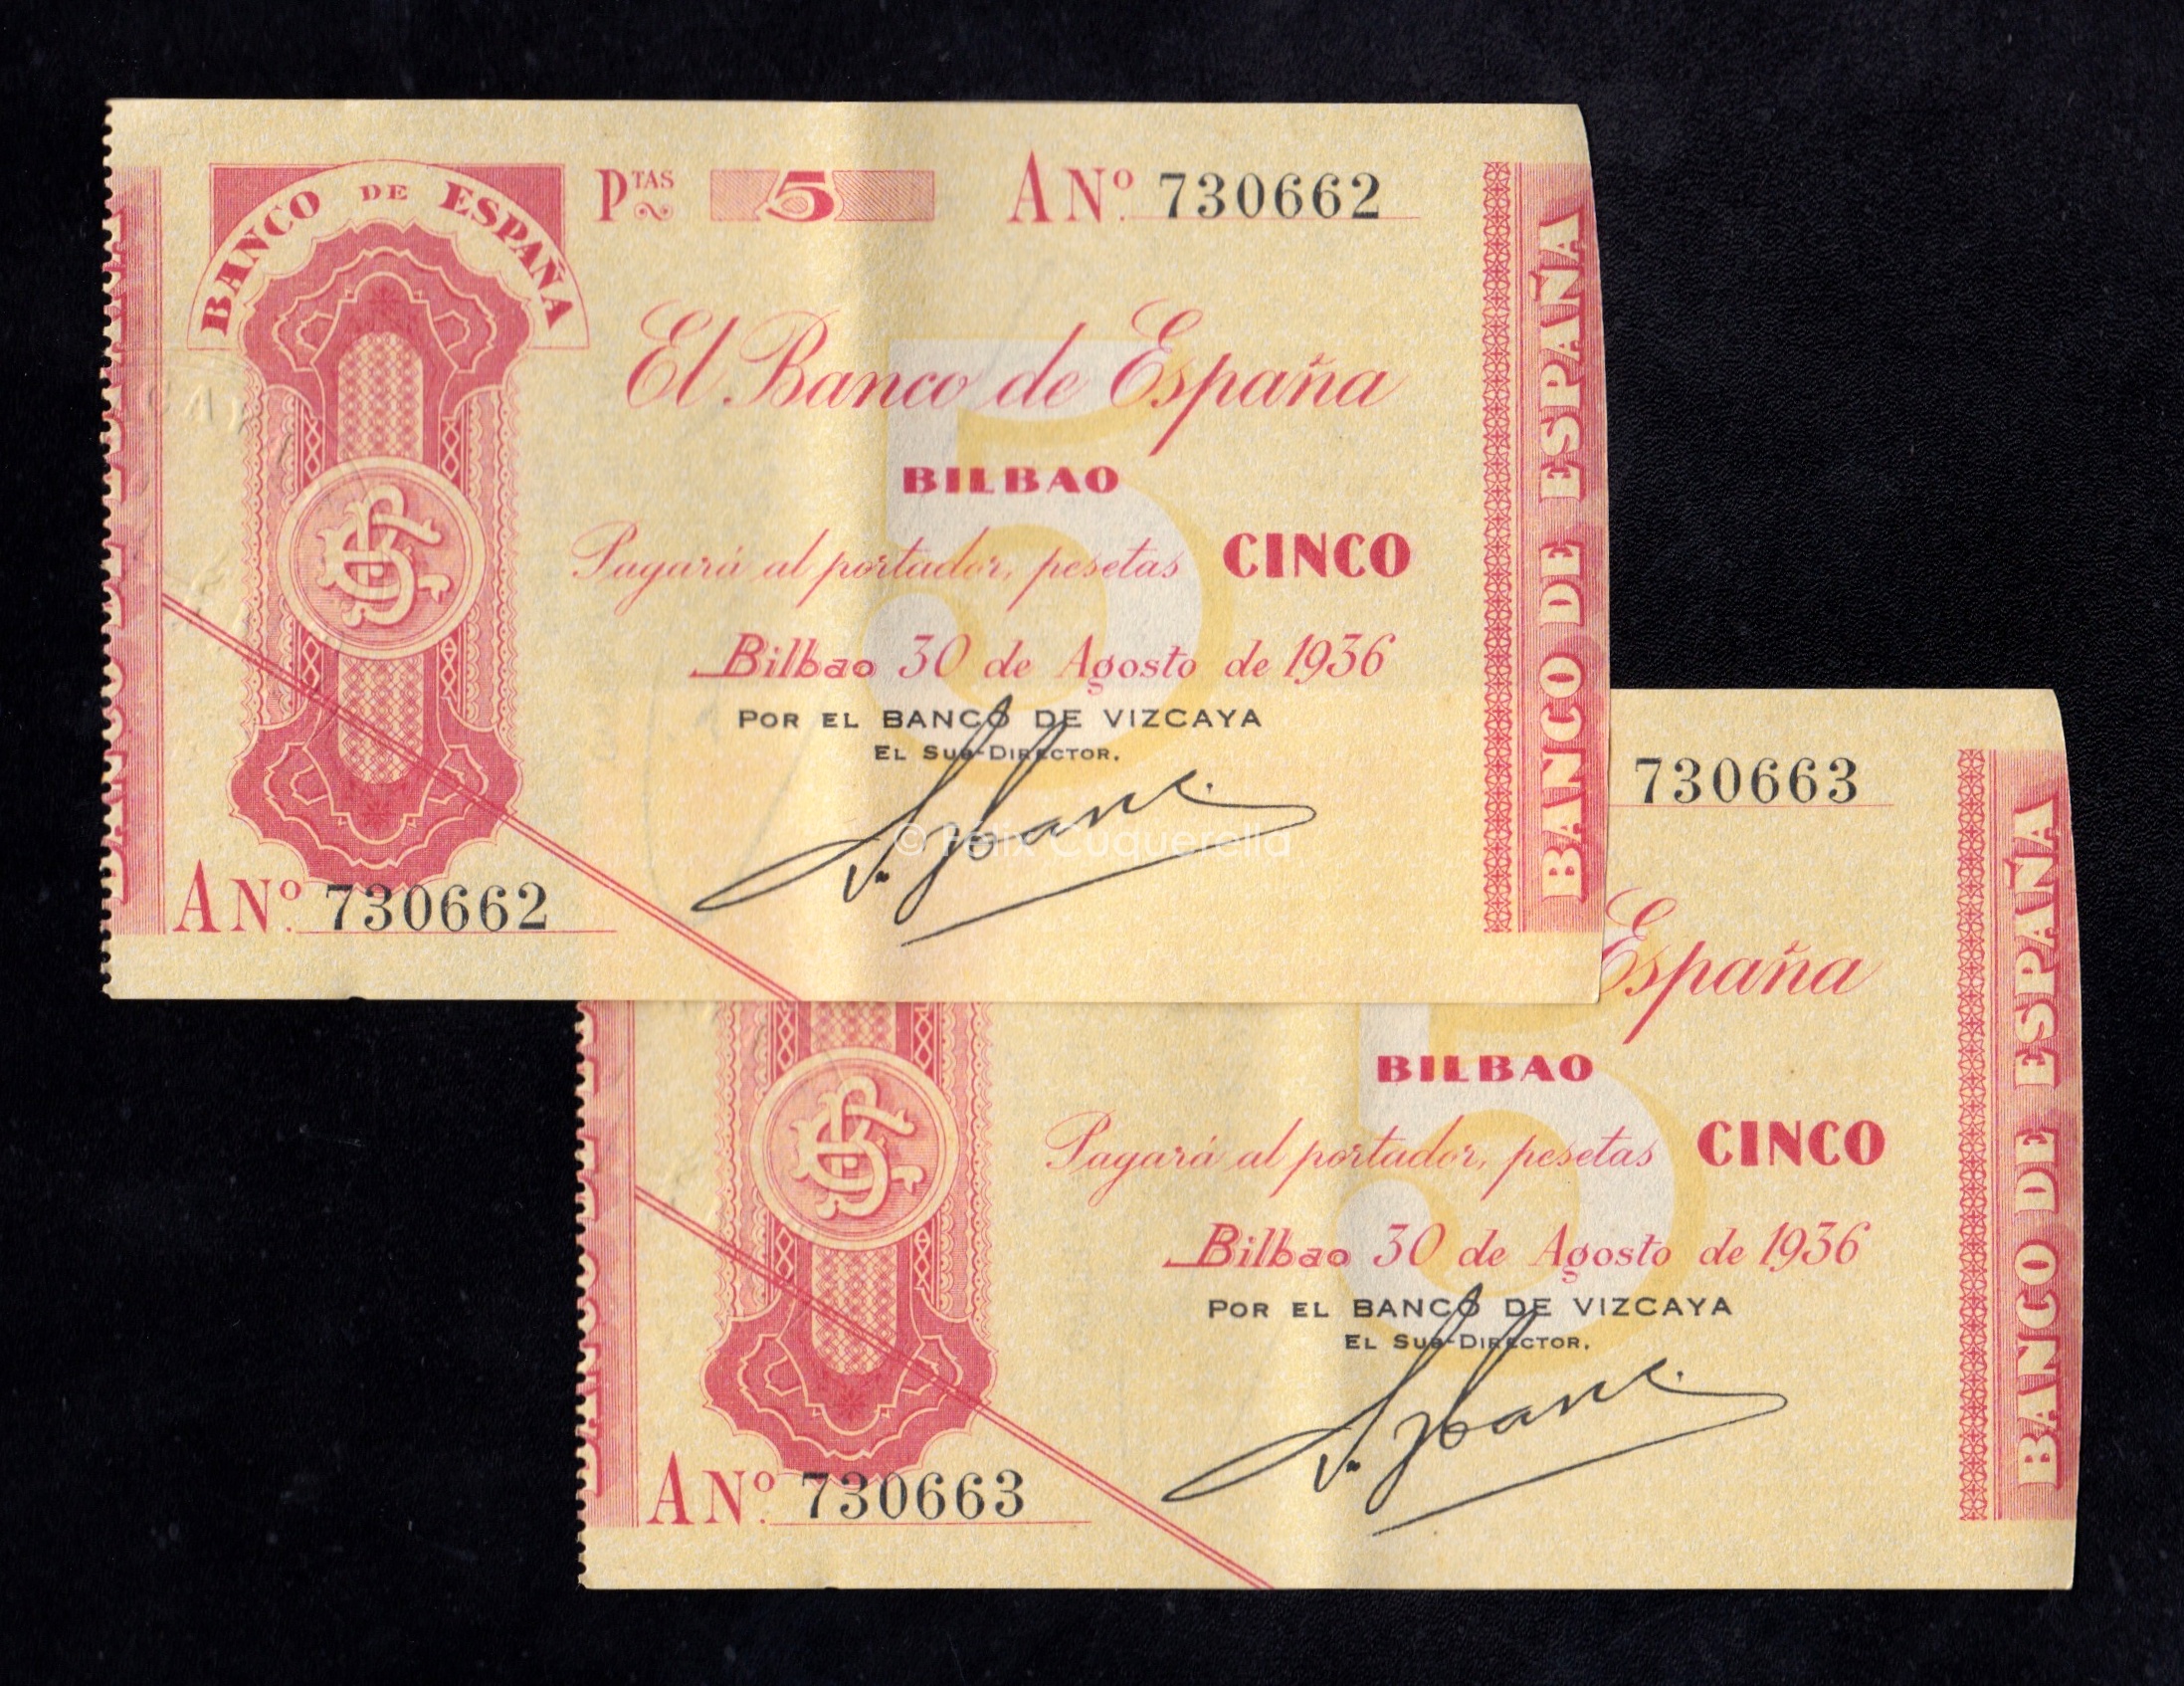 BANCO DE ESPAÑA
PTAS 5
A Nº. 730662
El Banco de España
BILBAO
Pagará al portador, pesetas CINCO
Bilbao 30 de Agosto de 1936
POR EL BANCO DE VIZCAYA
EL SUB-DIRECTOR.
© Félix Cuquerella
A Nº. 730662
BANCO DE ESPAÑA
730663
España
BILBAO
Pagará al portador, pesetas CINCO
Bilbao 30 de Agosto de 1936
POR EL BANCO DE VIZCAYA
EL SUB-DIRECTOR.
A Nº. 730663
BANCO DE ESPAÑA